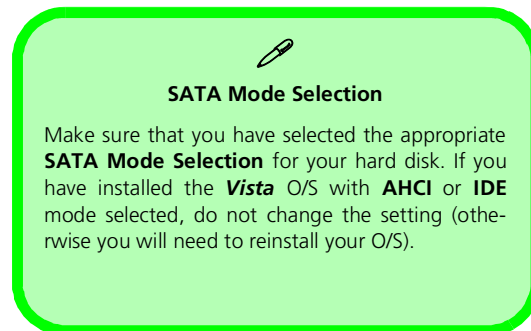 SATA Mode Selection
Make sure that you have selected the appropriate
SATA Mode Selection for your hard disk. If you
have installed the Vista O/S with AHCI or IDE
mode selected, do not change the setting (othe-
rwise you will need to reinstall your O/S).